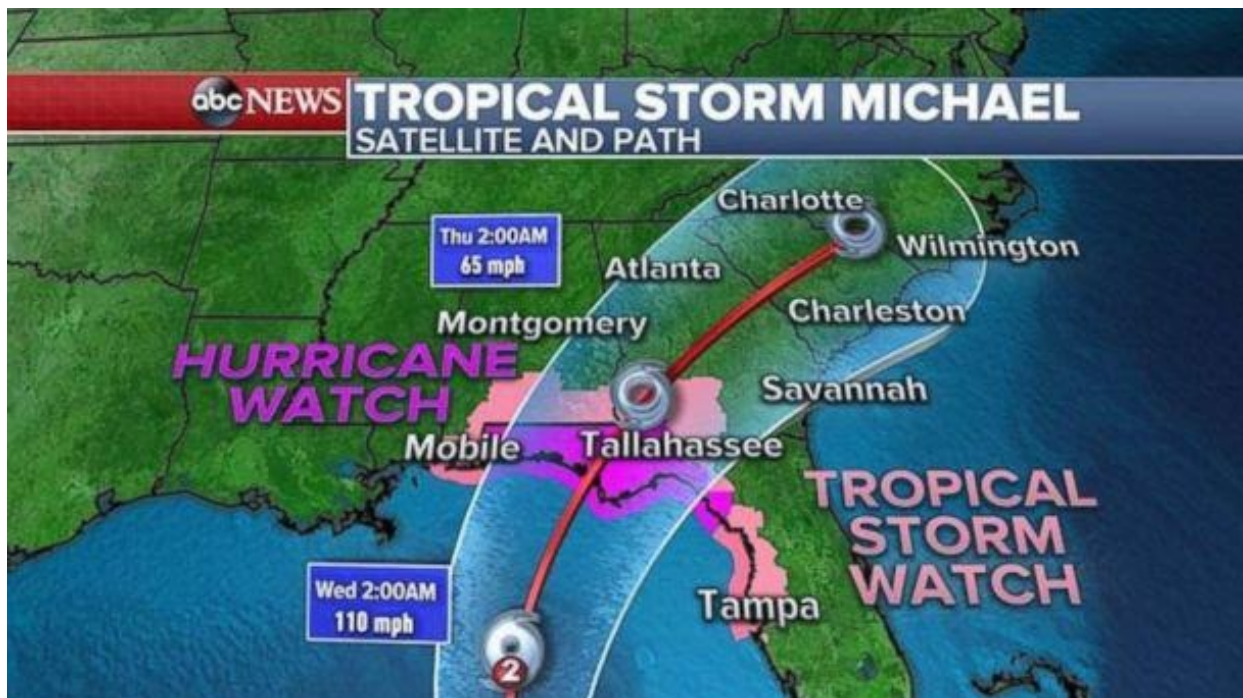 abc NEWS
TROPICAL STORM MICHAEL
SATELLITE AND PATH
Charlotte
Thu 2:00AM
65 mph
Wilmington
Atlanta
Charleston
Montgomery
HURRICANE
WATCH
Savannah
Mobile
Tallahassee
TROPICAL
STORM
WATCH
Wed 2:00AM
110 mph
Tampa
2